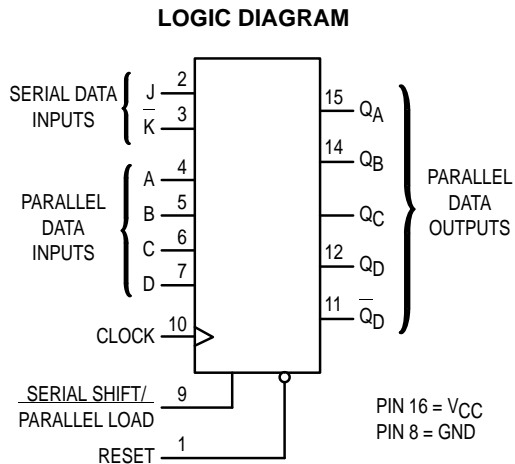 LOGIC DIAGRAM
SERIAL DATA
INPUTS
J
2
K̅
3
PARALLEL
DATA
INPUTS
A
4
B
5
C
6
D
7
CLOCK
10
SERIAL SHIFT/
PARALLEL LOAD
9
RESET
1
15
QA
14
QB
QC
12
QD
11
Q̅D
PARALLEL
DATA
OUTPUTS
PIN 16 = VCC
PIN 8 = GND